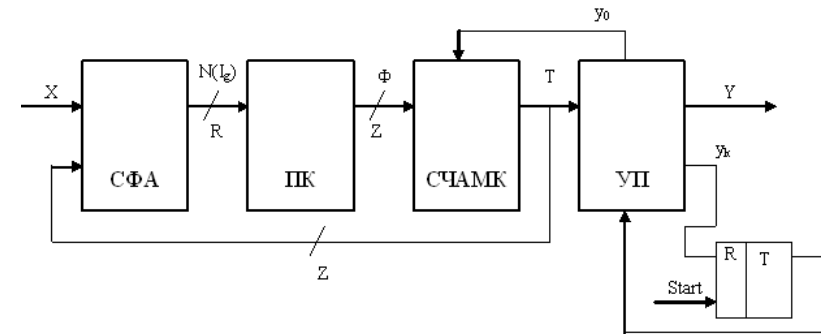 y₀
N(I_g) Ф T
X Y
R Z
y_k
СФА ПК СЧАМК УП
R T
Z
Start